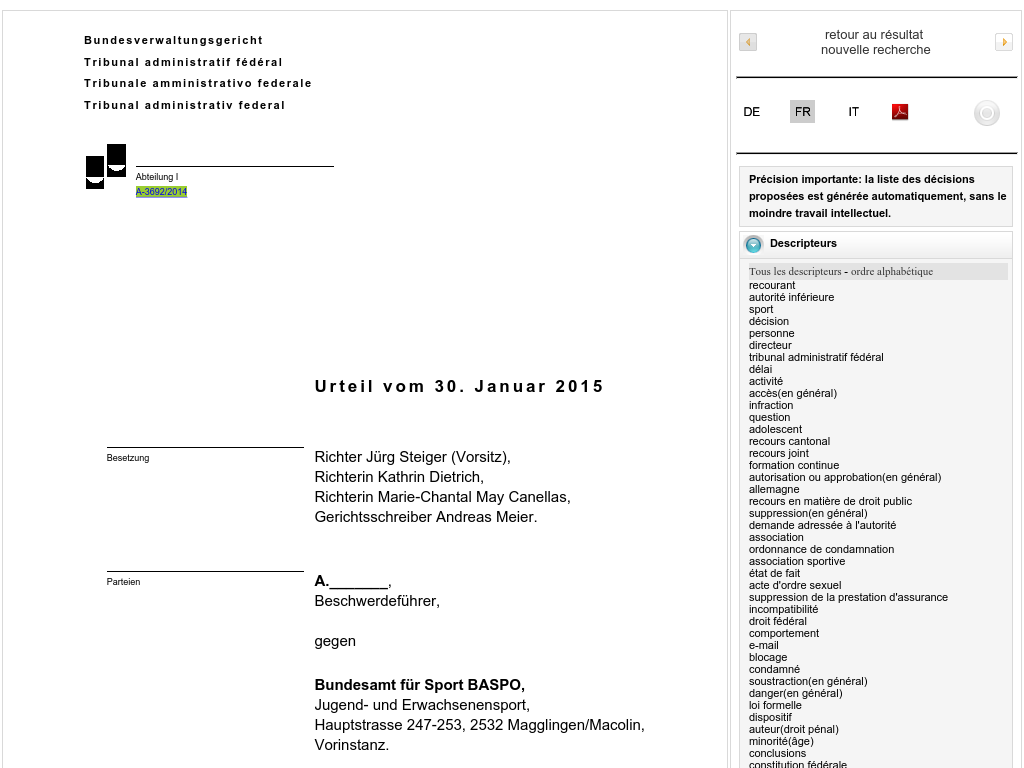 Bundesverwaltungsgericht
Tribunal administratif fédéral
Tribunale amministrativo federale
Tribunal administrativ federal
Abteilung I
A-3692/2014
Urteil vom 30. Januar 2015
Besetzung
Richter Jürg Steiger (Vorsitz),
Richterin Kathrin Dietrich,
Richterin Marie-Chantal May Canellas,
Gerichtsschreiber Andreas Meier.
Parteien
A._______,
Beschwerdeführer,
gegen
Bundesamt für Sport BASPO,
Jugend- und Erwachsenensport,
Hauptstrasse 247-253, 2532 Magglingen/Macolin,
Vorinstanz.
retour au résultat
nouvelle recherche
DE FR IT
Précision importante: la liste des décisions
proposées est générée automatiquement, sans le
moindre travail intellectuel.
Descripteurs
Tous les descripteurs - ordre alphabétique
recourant
autorité inférieure
sport
décision
personne
directeur
tribunal administratif fédéral
délai
activité
accès(en général)
infraction
question
adolescent
recours cantonal
recours joint
formation continue
autorisation ou approbation(en général)
allemagne
recours en matière de droit public
suppression(en général)
demande adressée à l'autorité
association
ordonnance de condamnation
association sportive
état de fait
acte d'ordre sexuel
suppression de la prestation d'assurance
incompatibilité
droit fédéral
comportement
e-mail
blocage
condamné
soustraction(en général)
danger(en général)
loi formelle
dispositif
auteur(droit pénal)
minorité(âge)
conclusions
constitution fédérale